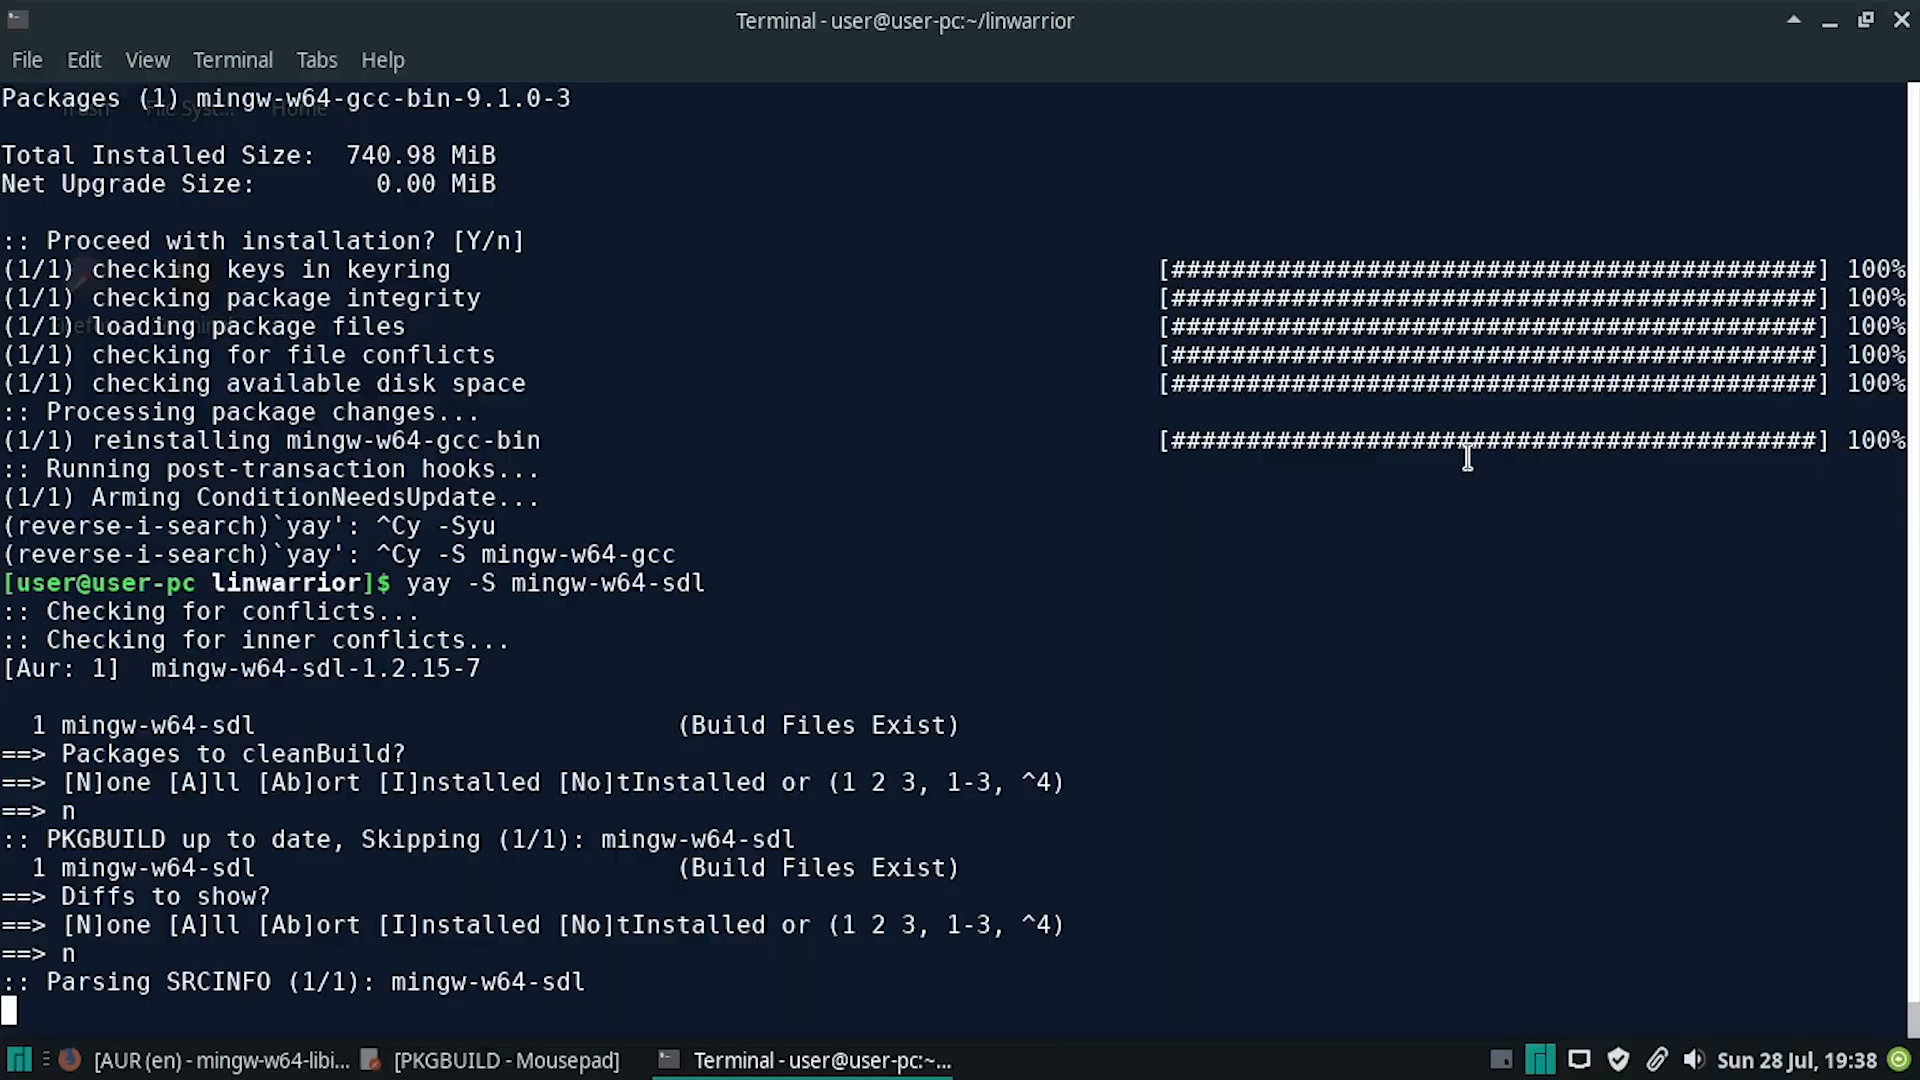 Terminal - user@user-pc:~/linwarrior
File Edit View Terminal Tabs Help
Packages (1) mingw-w64-gcc-bin-9.1.0-3
Trash File Syst... Home
Total Installed Size:  740.98 MiB
Net Upgrade Size:        0.00 MiB
:: Proceed with installation? [Y/n]
(1/1) checking keys in keyring [###########################################] 100%
(1/1) checking package integrity [###########################################] 100%
(1/1) loading package files [###########################################] 100%
(1/1) checking for file conflicts [###########################################] 100%
(1/1) checking available disk space [###########################################] 100%
:: Processing package changes...
(1/1) reinstalling mingw-w64-gcc-bin [###########################################] 100%
:: Running post-transaction hooks...
(1/1) Arming ConditionNeedsUpdate...
(reverse-i-search)`yay': ^Cy -Syu
(reverse-i-search)`yay': ^Cy -S mingw-w64-gcc
[user@user-pc linwarrior]$ yay -S mingw-w64-sdl
:: Checking for conflicts...
:: Checking for inner conflicts...
[Aur: 1]  mingw-w64-sdl-1.2.15-7
  1 mingw-w64-sdl                            (Build Files Exist)
==> Packages to cleanBuild?
==> [N]one [A]ll [Ab]ort [I]nstalled [No]tInstalled or (1 2 3, 1-3, ^4)
==> n
:: PKGBUILD up to date, Skipping (1/1): mingw-w64-sdl
  1 mingw-w64-sdl                            (Build Files Exist)
==> Diffs to show?
==> [N]one [A]ll [Ab]ort [I]nstalled [No]tInstalled or (1 2 3, 1-3, ^4)
==> n
:: Parsing SRCINFO (1/1): mingw-w64-sdl
[AUR (en) - mingw-w64-libi... [PKGBUILD - Mousepad] Terminal - user@user-pc:~... Sun 28 Jul, 19:38